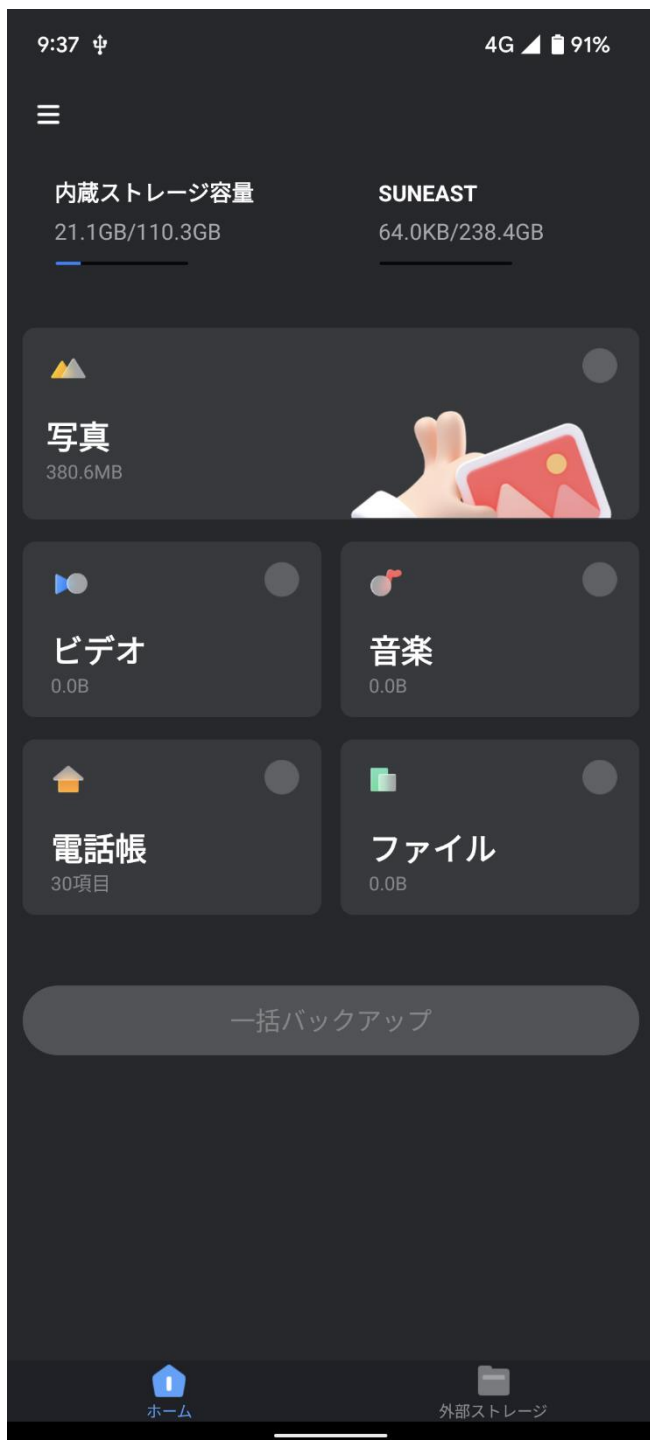 9:37 4G 91%
内蔵ストレージ容量
21.1GB/110.3GB
SUNEAST
64.0KB/238.4GB
写真
380.6MB
ビデオ
0.0B
音楽
0.0B
電話帳
30項目
ファイル
0.0B
一括バックアップ
ホーム
外部ストレージ